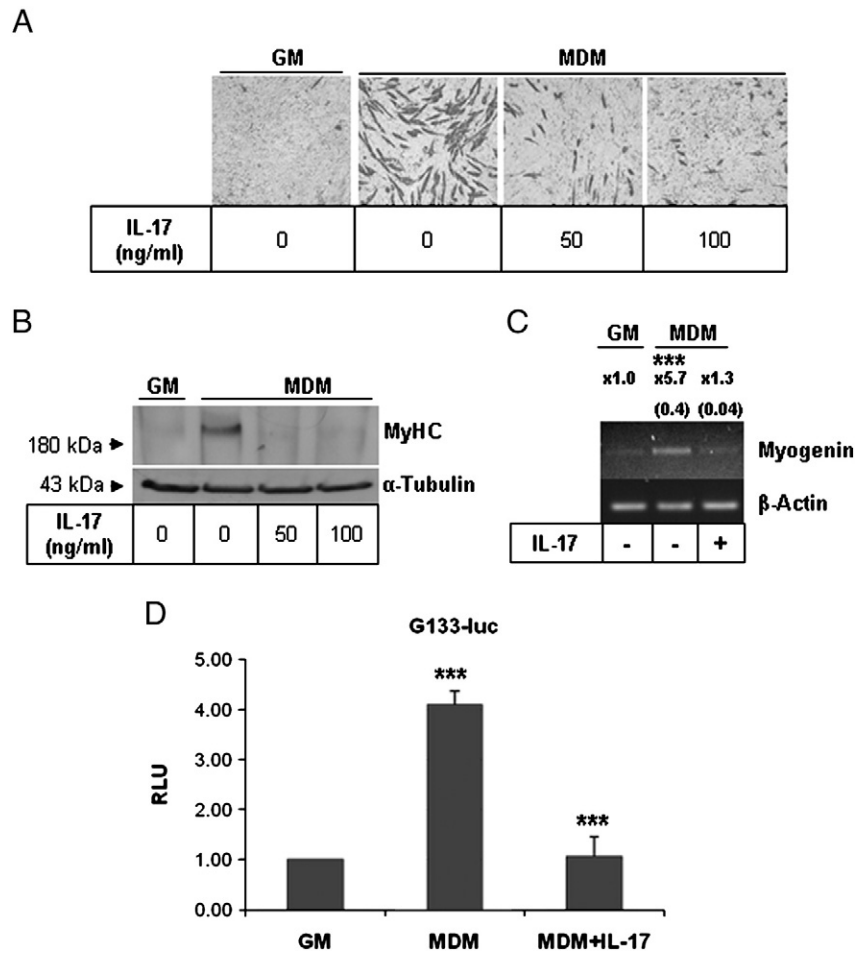 A
GM MDM
IL-17 (ng/ml) 0 0 50 100
B
GM MDM
180 kDa MyHC
43 kDa α-Tubulin
IL-17 (ng/ml) 0 0 50 100
C
GM MDM
***
x1.0 x5.7 x1.3
(0.4) (0.04)
Myogenin
β-Actin
IL-17 - - +
D
G133-luc
RLU
5.00
4.00
3.00
2.00
1.00
0.00
***
***
GM MDM MDM+IL-17